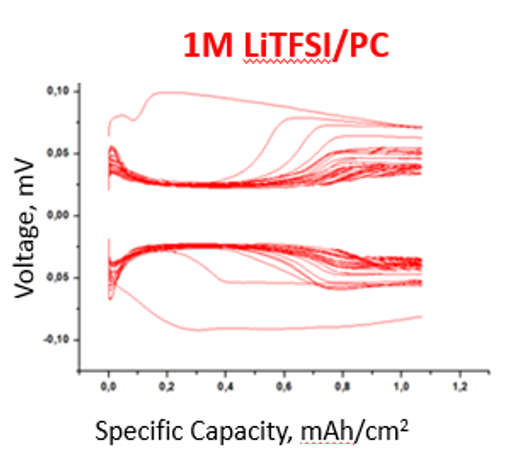 1M LiTFSI/PC
0,10
0,05
0,00
0,05
-0,10
Voltage, mV
0,0 0,2 0,4 0,6 0,8 1,0 1,2
Specific Capacity, mAh/cm²